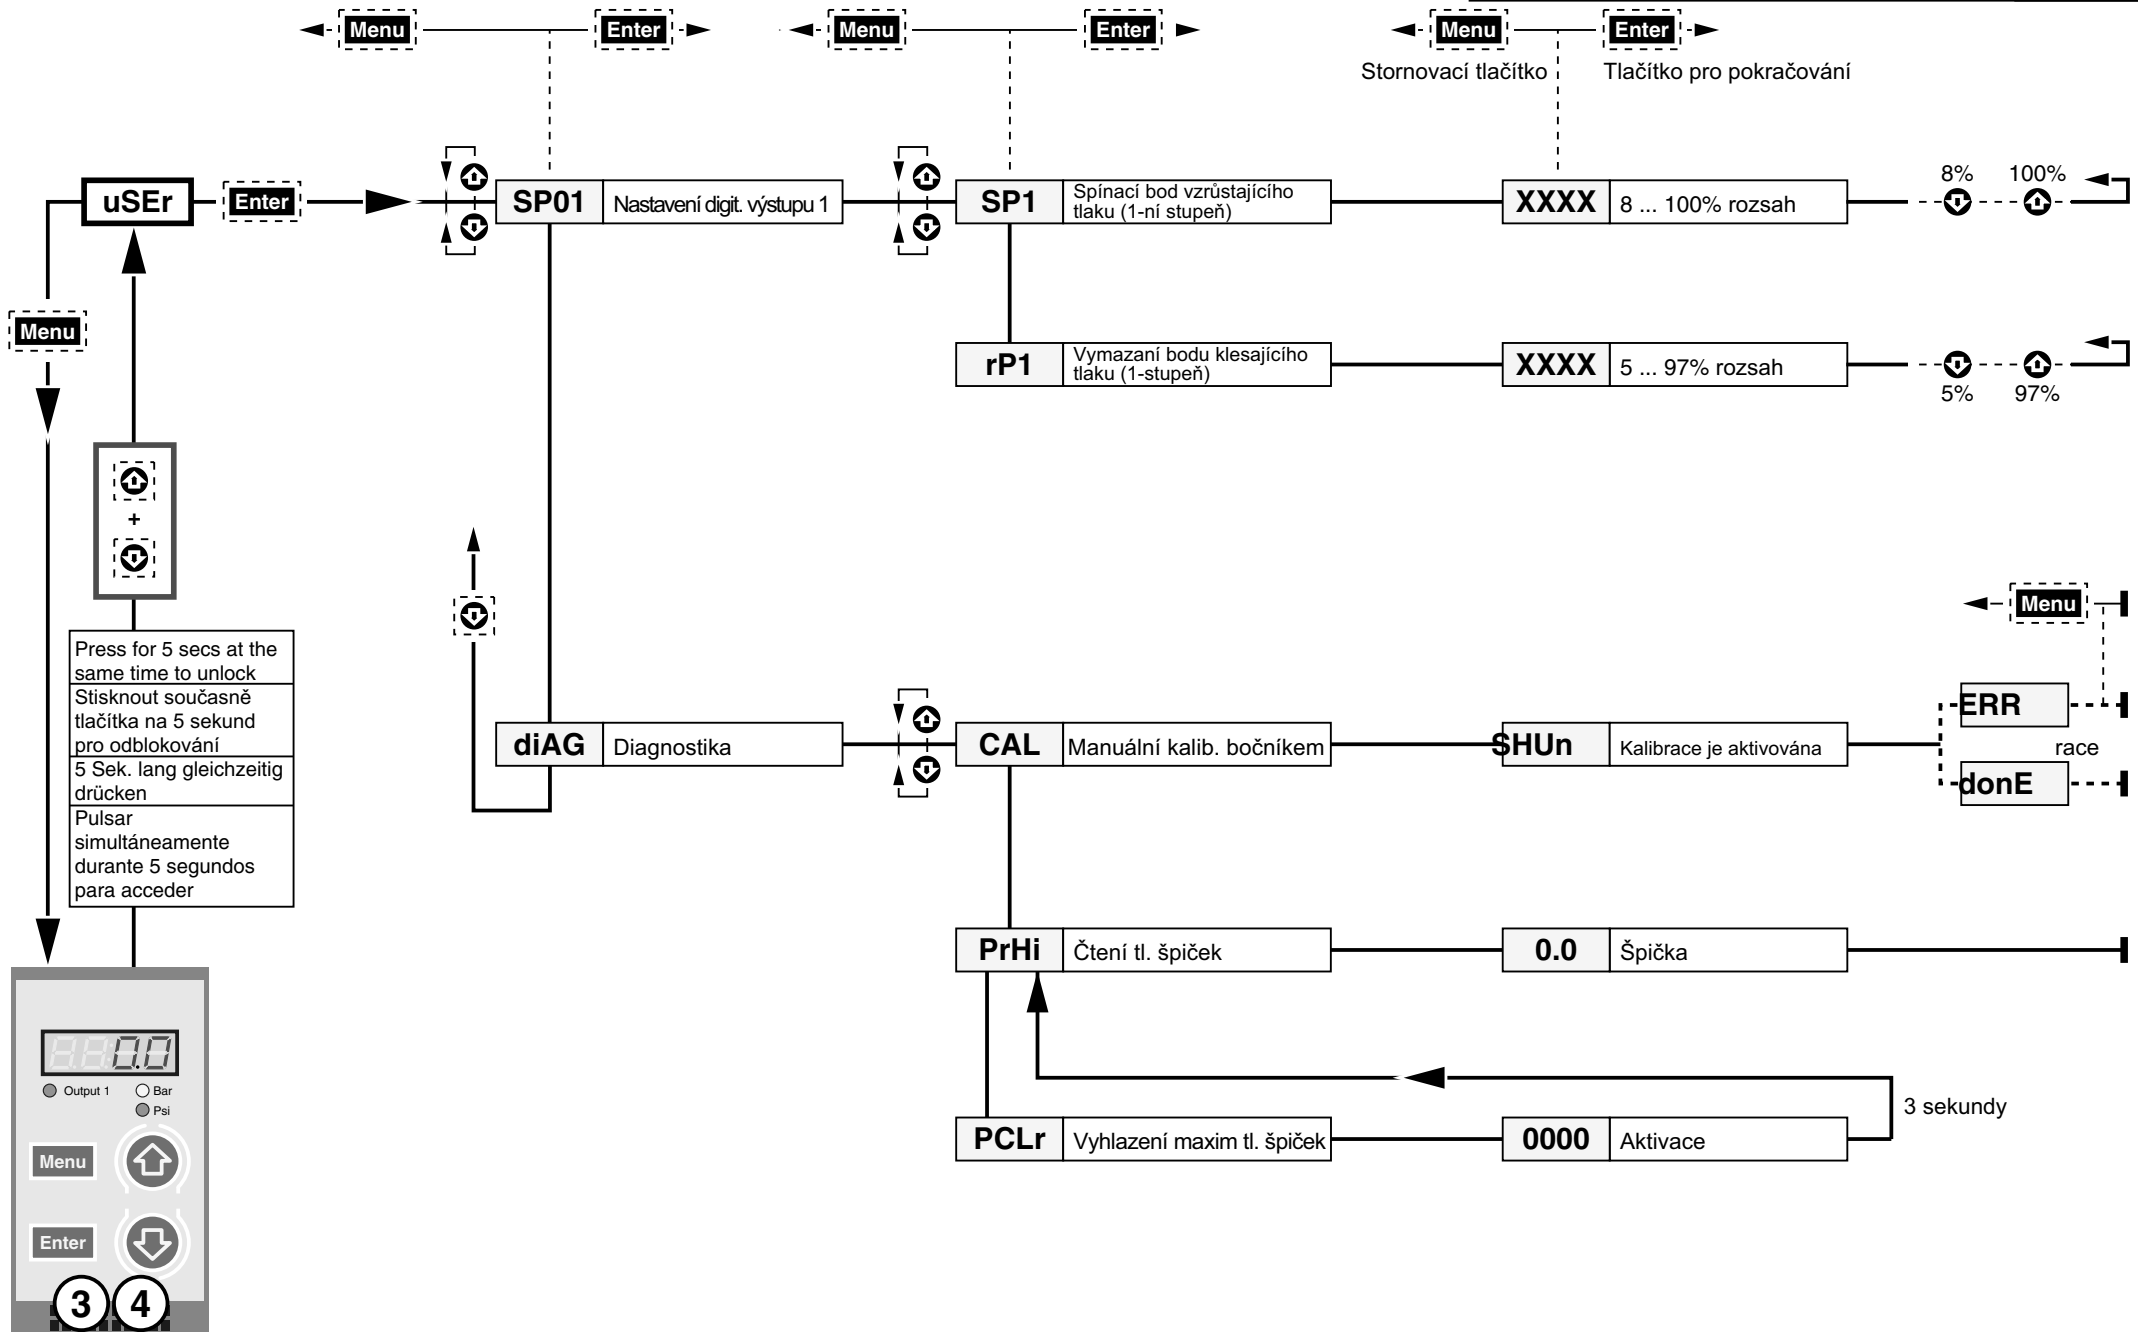 Menu Enter Menu Enter Menu Enter
Stornovací tlačítko Tlačítko pro pokračování
uSEr Enter SP01 Nastavení digit. výstupu 1 SP1 Spínací bod vzrůstajícího
tlaku (1-ní stupeň) XXXX 8 ... 100% rozsah 8% 100%
Menu
rP1 Vymazaní bodu klesajícího
tlaku (1-stupeň) XXXX 5 ... 97% rozsah 5% 97%
+
Press for 5 secs at the
same time to unlock
Stisknout současně
tlačítka na 5 sekund
pro odblokování
5 Sek. lang gleichzeitig
drücken
Pulsar
simultáneamente
durante 5 segundos
para acceder
Menu
diAG Diagnostika CAL Manuální kalib. bočníkem SHUn Kalibrace je aktivována ERR
race
donE
PrHi Čtení tl. špiček 0.0 Špička
3 sekundy
PCLr Vyhlazení maxim tl. špiček 0000 Aktivace
0.0
Output 1 Bar
Psi
Menu
Enter
3 4